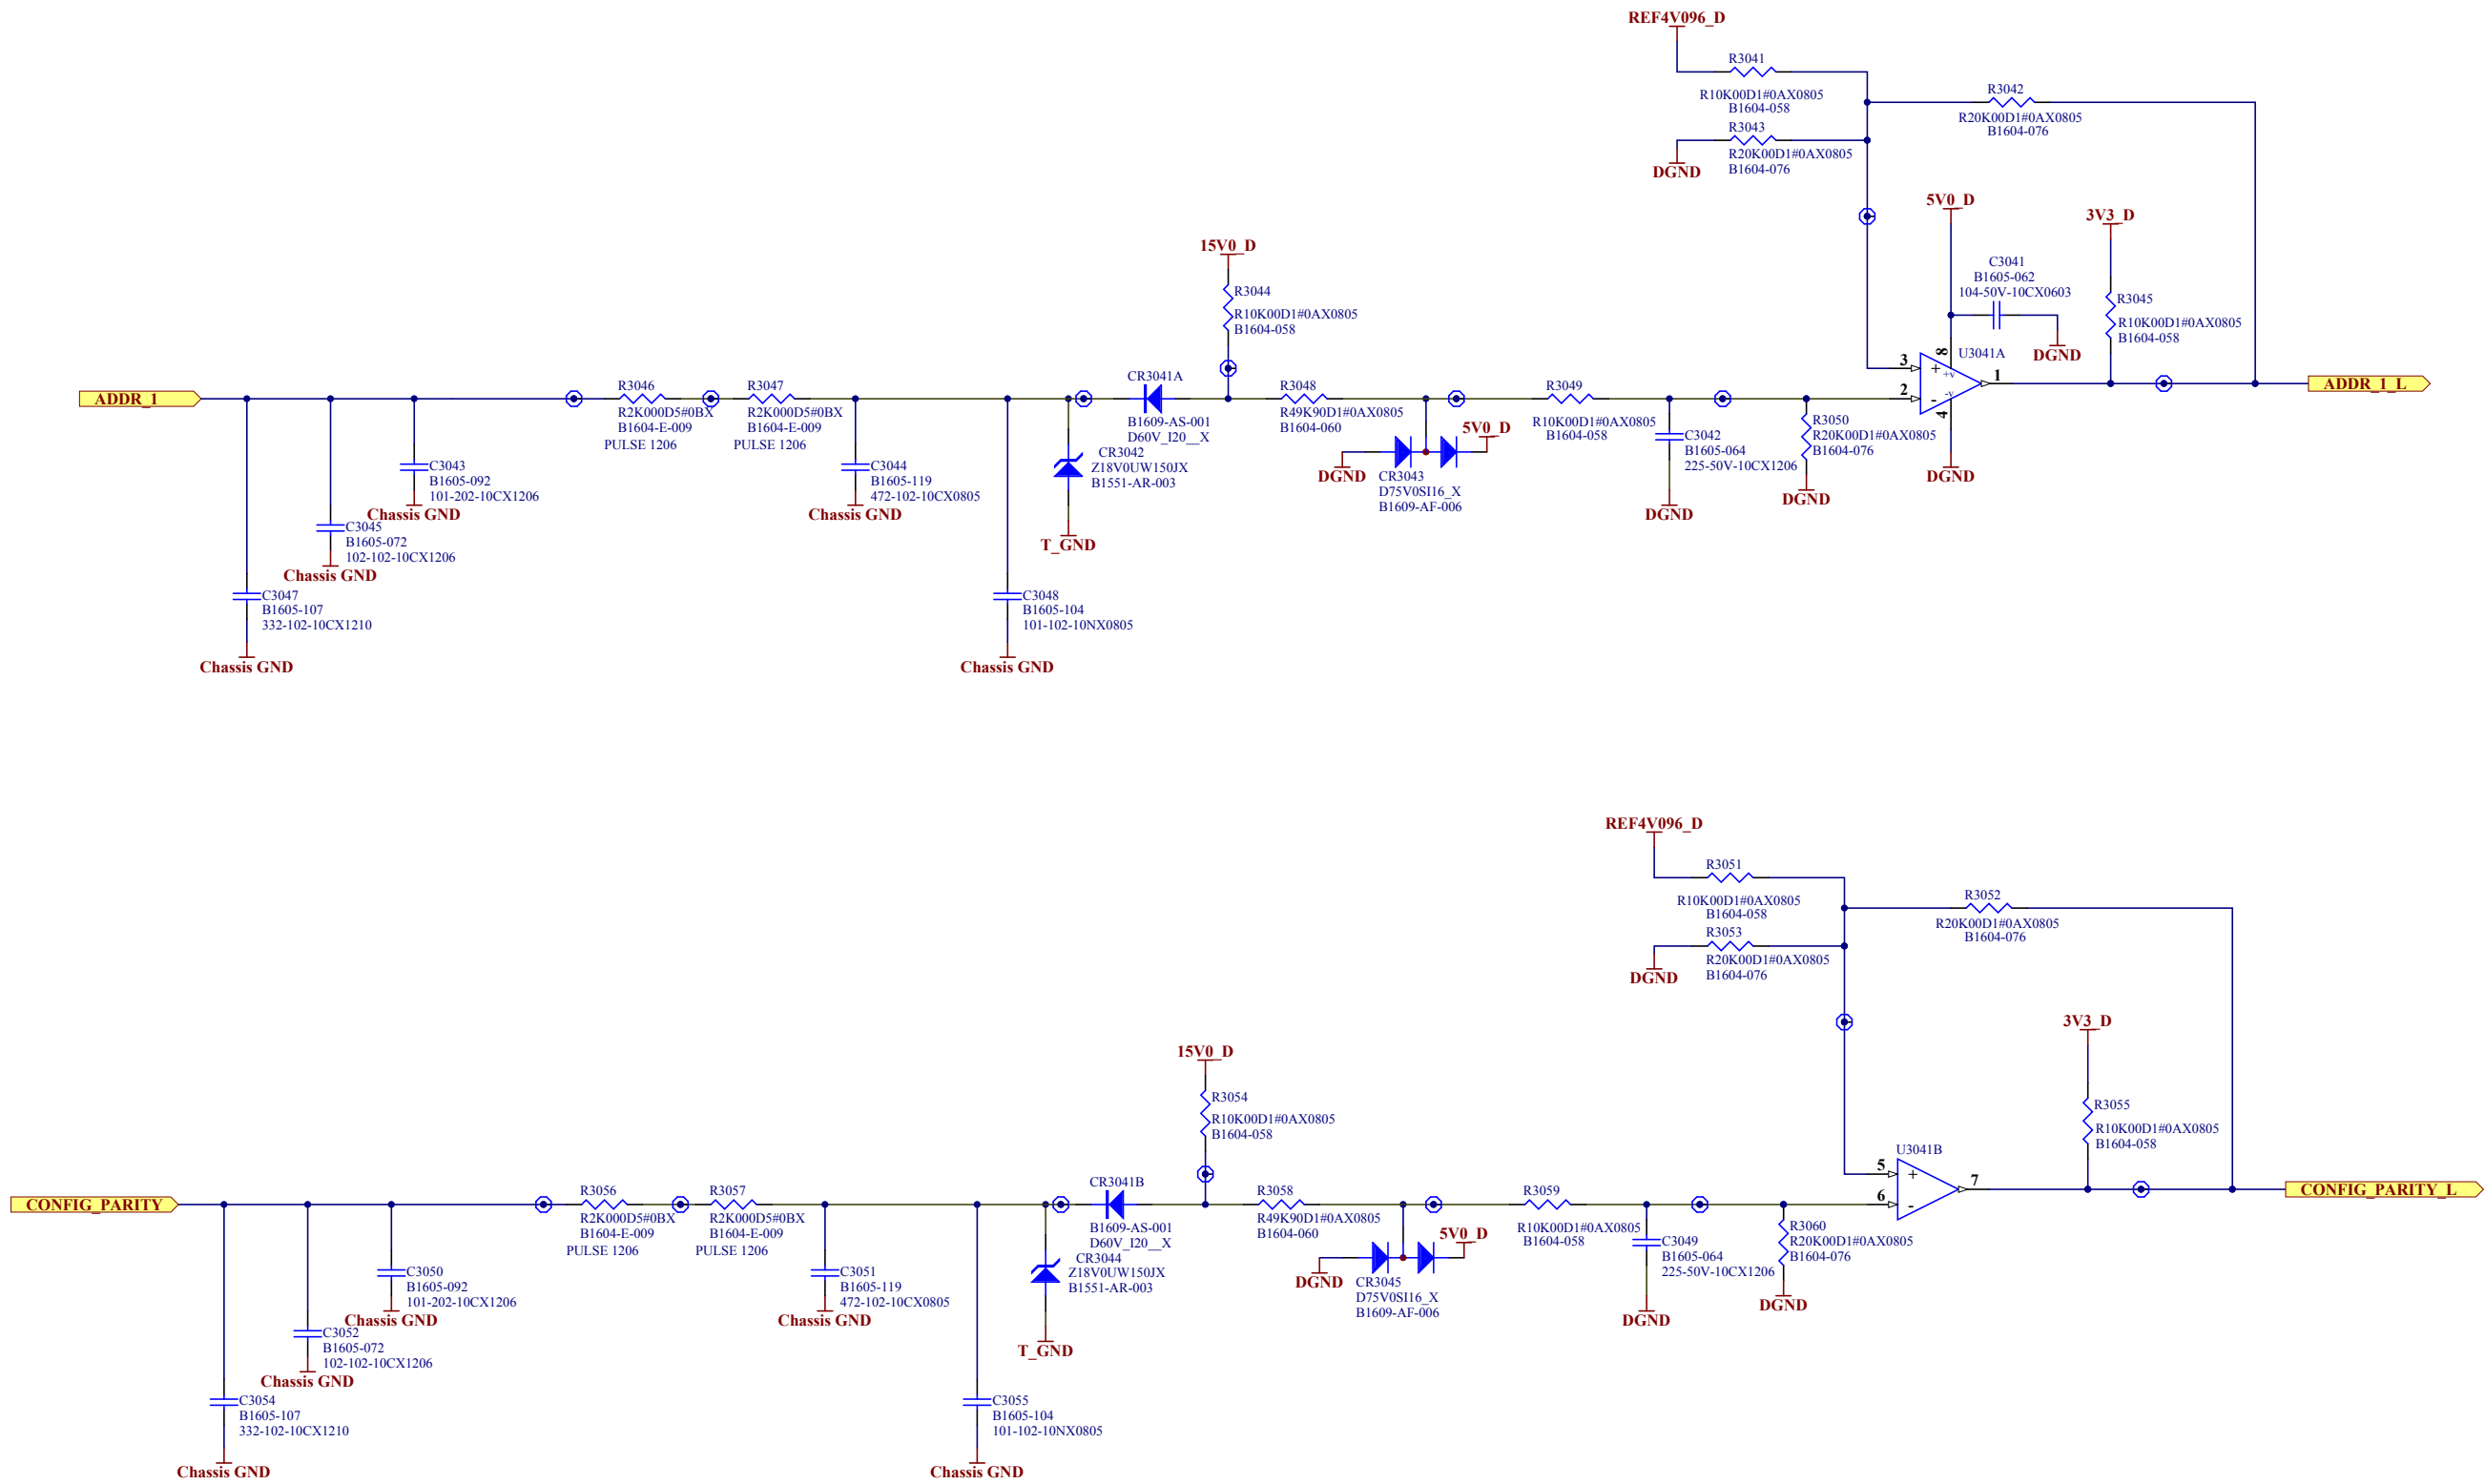 REF4V096_D
R3041
R10K00D1#0AX0805
B1604-058
R3042
R20K00D1#0AX0805
B1604-076
R3043
R20K00D1#0AX0805
B1604-076
DGND
5V0_D
3V3_D
15V0_D
C3041
B1605-062
104-50V-10CX0603
R3044
R10K00D1#0AX0805
B1604-058
R3045
R10K00D1#0AX0805
B1604-058
DGND
ADDR_1
R3046
R2K000D5#0BX
B1604-E-009
PULSE 1206
R3047
R2K000D5#0BX
B1604-E-009
PULSE 1206
CR3041A
B1609-AS-001
D60V_I20__X
R3048
R49K90D1#0AX0805
B1604-060
R3049
R10K00D1#0AX0805
B1604-058
3
2
8
4
1
+
-
+v
-v
U3041A
ADDR_1_L
CR3042
Z18V0UW150JX
B1551-AR-003
T_GND
5V0_D
DGND
CR3043
D75V0SI16_X
B1609-AF-006
C3042
B1605-064
225-50V-10CX1206
DGND
R3050
R20K00D1#0AX0805
B1604-076
DGND
DGND
C3043
B1605-092
101-202-10CX1206
Chassis GND
C3044
B1605-119
472-102-10CX0805
Chassis GND
C3045
B1605-072
102-102-10CX1206
Chassis GND
C3047
B1605-107
332-102-10CX1210
Chassis GND
C3048
B1605-104
101-102-10NX0805
Chassis GND
REF4V096_D
R3051
R10K00D1#0AX0805
B1604-058
R3052
R20K00D1#0AX0805
B1604-076
R3053
R20K00D1#0AX0805
B1604-076
DGND
3V3_D
15V0_D
R3054
R10K00D1#0AX0805
B1604-058
R3055
R10K00D1#0AX0805
B1604-058
CONFIG_PARITY
R3056
R2K000D5#0BX
B1604-E-009
PULSE 1206
R3057
R2K000D5#0BX
B1604-E-009
PULSE 1206
CR3041B
B1609-AS-001
D60V_I20__X
R3058
R49K90D1#0AX0805
B1604-060
R3059
R10K00D1#0AX0805
B1604-058
U3041B
5
6
7
+
-
CONFIG_PARITY_L
CR3044
Z18V0UW150JX
B1551-AR-003
T_GND
5V0_D
DGND
CR3045
D75V0SI16_X
B1609-AF-006
C3049
B1605-064
225-50V-10CX1206
DGND
R3060
R20K00D1#0AX0805
B1604-076
DGND
C3050
B1605-092
101-202-10CX1206
Chassis GND
C3051
B1605-119
472-102-10CX0805
Chassis GND
C3052
B1605-072
102-102-10CX1206
Chassis GND
C3054
B1605-107
332-102-10CX1210
Chassis GND
C3055
B1605-104
101-102-10NX0805
Chassis GND